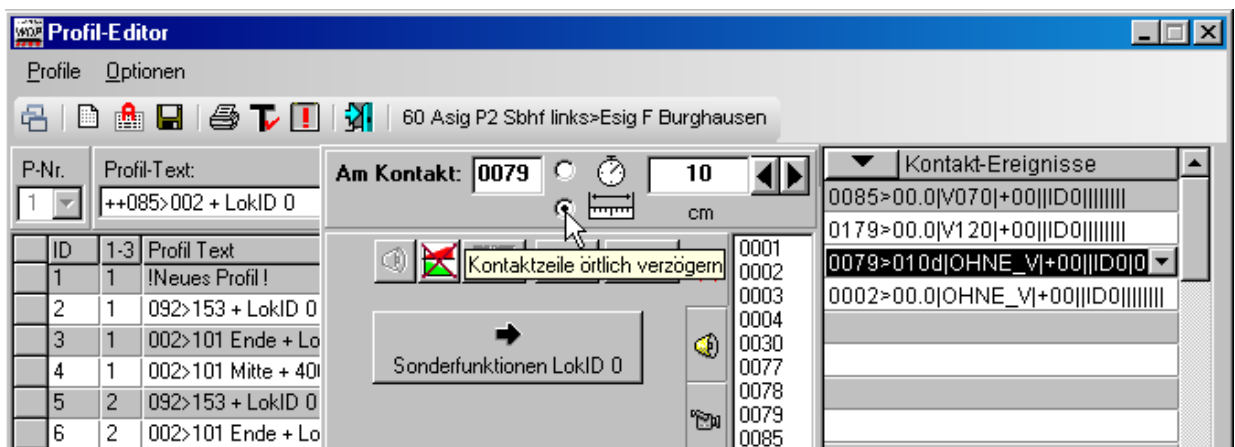 WDP Profil-Editor
Profile Optionen
60 Asig P2 Sbhf links>Esig F Burghausen
P-Nr. Profil-Text:
1 ++085>002 + LokID 0
Am Kontakt: 0079 10
cm
Kontakt-Ereignisse
0085>00.0|V070|+00|||ID0||||||||
0179>00.0|V120|+00|||ID0||||||||
0079>010d|OHNE_V|+00|||ID0|0
0002>00.0|OHNE_V|+00|||ID0||||||||
Kontaktzeile örtlich verzögern
Sonderfunktionen LokID 0
0001
0002
0003
0004
0030
0077
0078
0079
0085
ID 1-3 Profil Text
1 1 !Neues Profil !
2 1 092>153 + LokID 0
3 1 002>101 Ende + Lo
4 1 002>101 Mitte + 40
5 2 092>153 + LokID 0
6 2 002>101 Ende + Lo